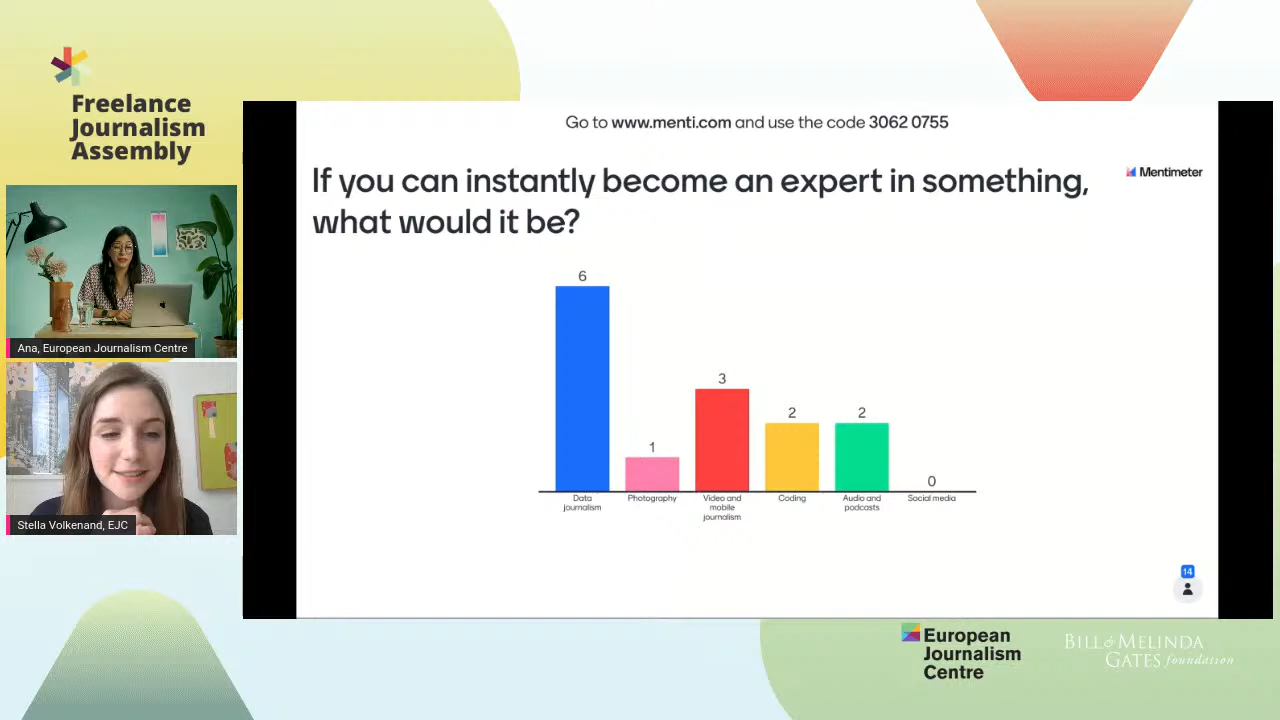 Freelance
Journalism
Assembly
Ana, European Journalism Centre
Stella Volkenand, EJC
Go to www.menti.com and use the code 3062 0755
If you can instantly become an expert in something,
what would it be?
Mentimeter
6
1
3
2
2
0
Data
journalism
Photography
Video and
mobile
journalism
Coding
Audio and
podcasts
Social media
14
European
Journalism
Centre
BILL & MELINDA
GATES foundation